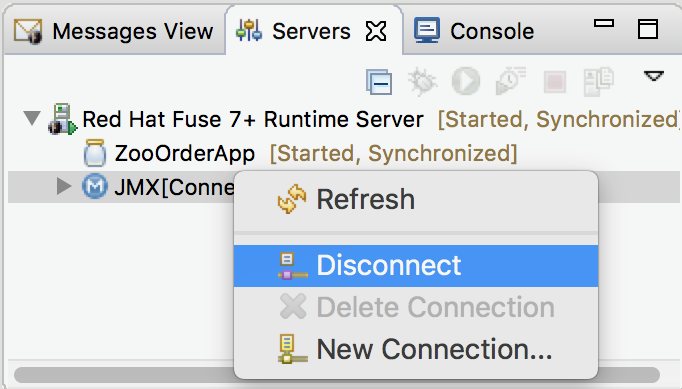 Messages View Servers Console
Red Hat Fuse 7+ Runtime Server [Started, Synchronized]
ZooOrderApp [Started, Synchronized]
JMX[Conne
Refresh
Disconnect
Delete Connection
New Connection...